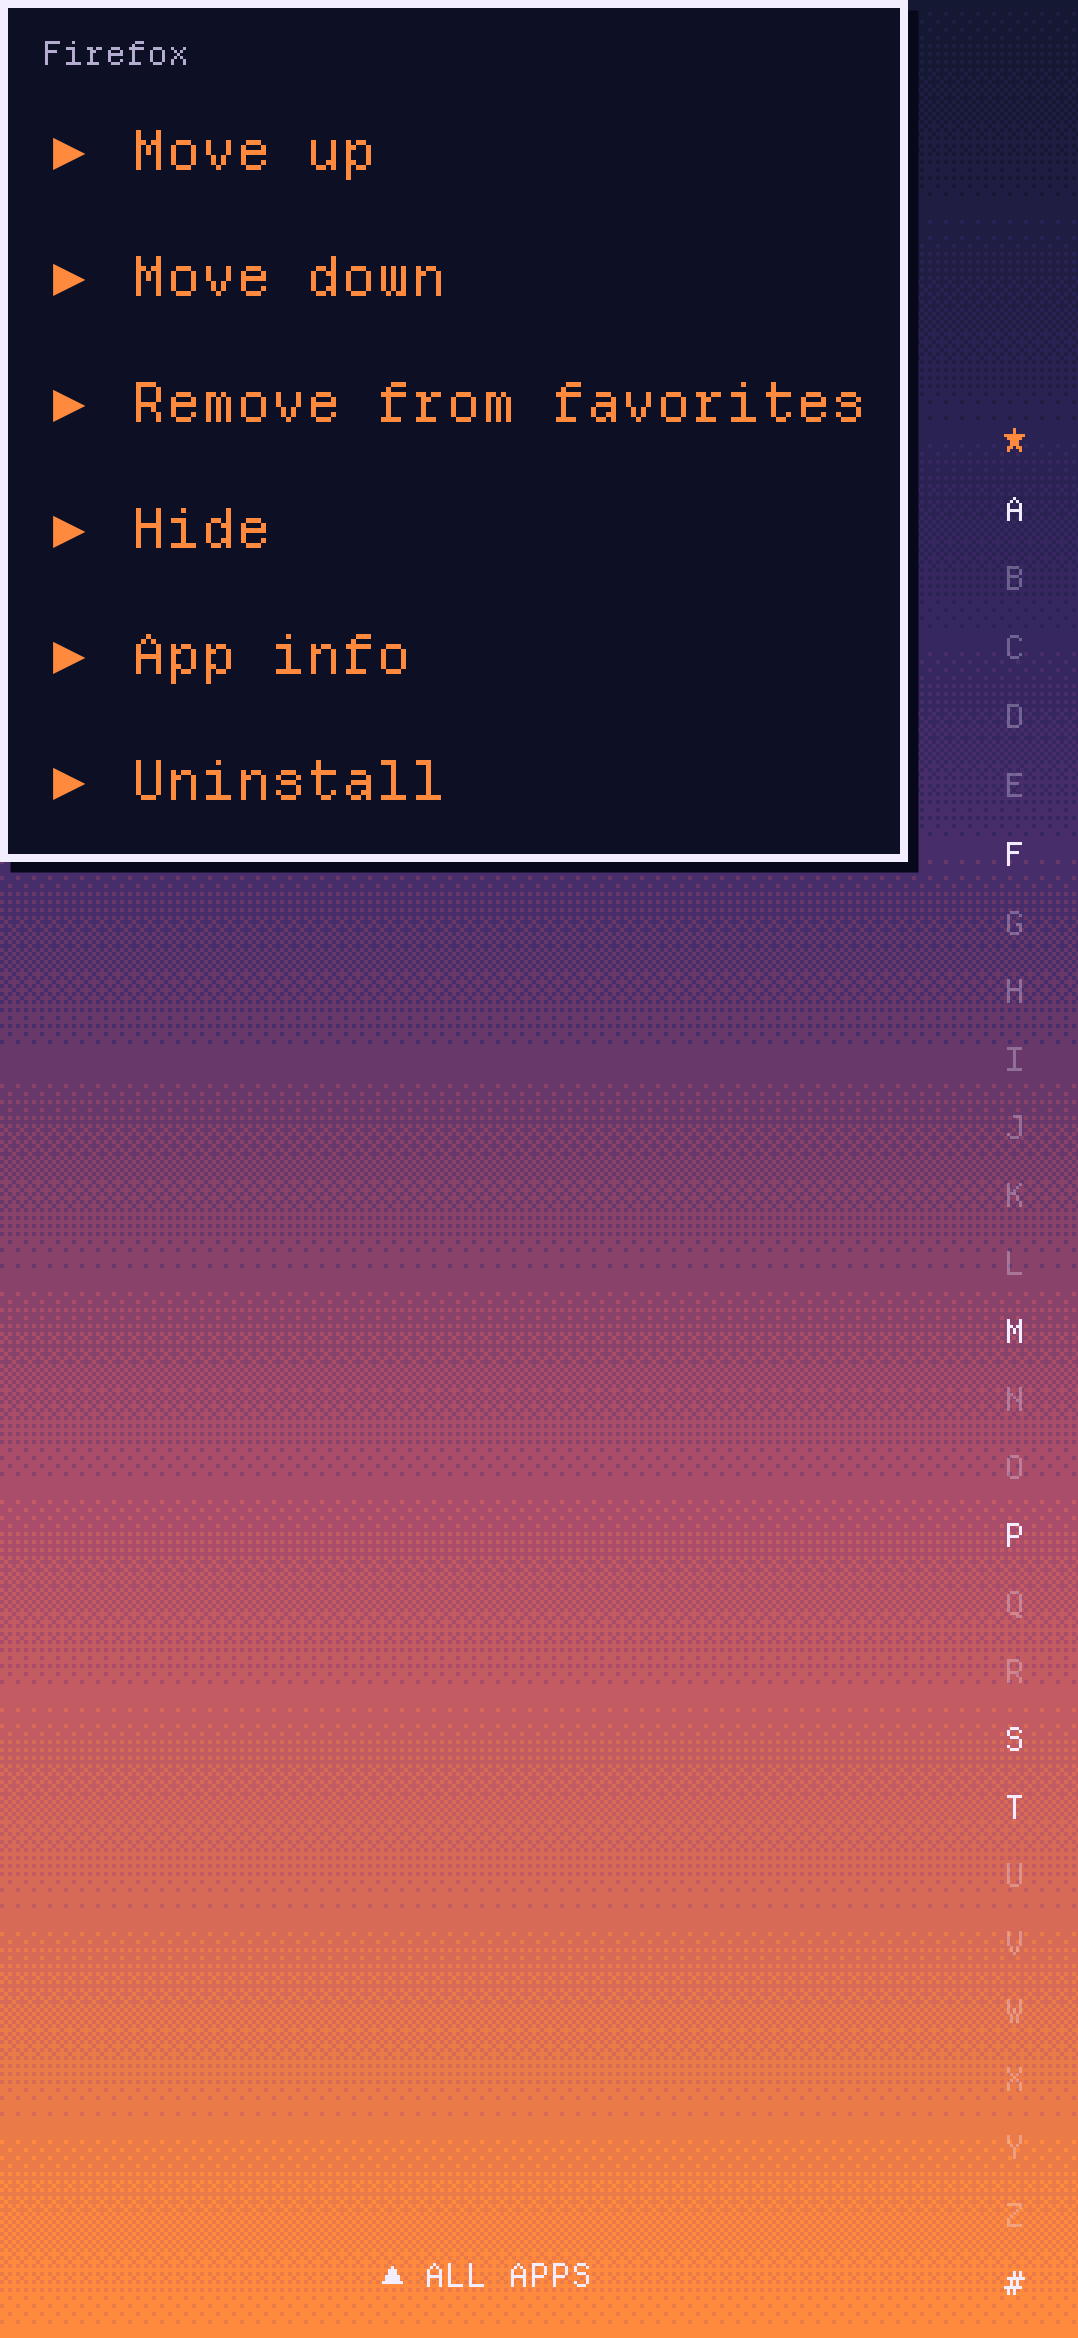 Firefox
▶ Move up
▶ Move down
▶ Remove from favorites
▶ Hide
▶ App info
▶ Uninstall
★
A
B
C
D
E
F
G
H
I
J
K
L
M
N
O
P
Q
R
S
T
U
V
W
X
Y
Z
#
▲ ALL APPS